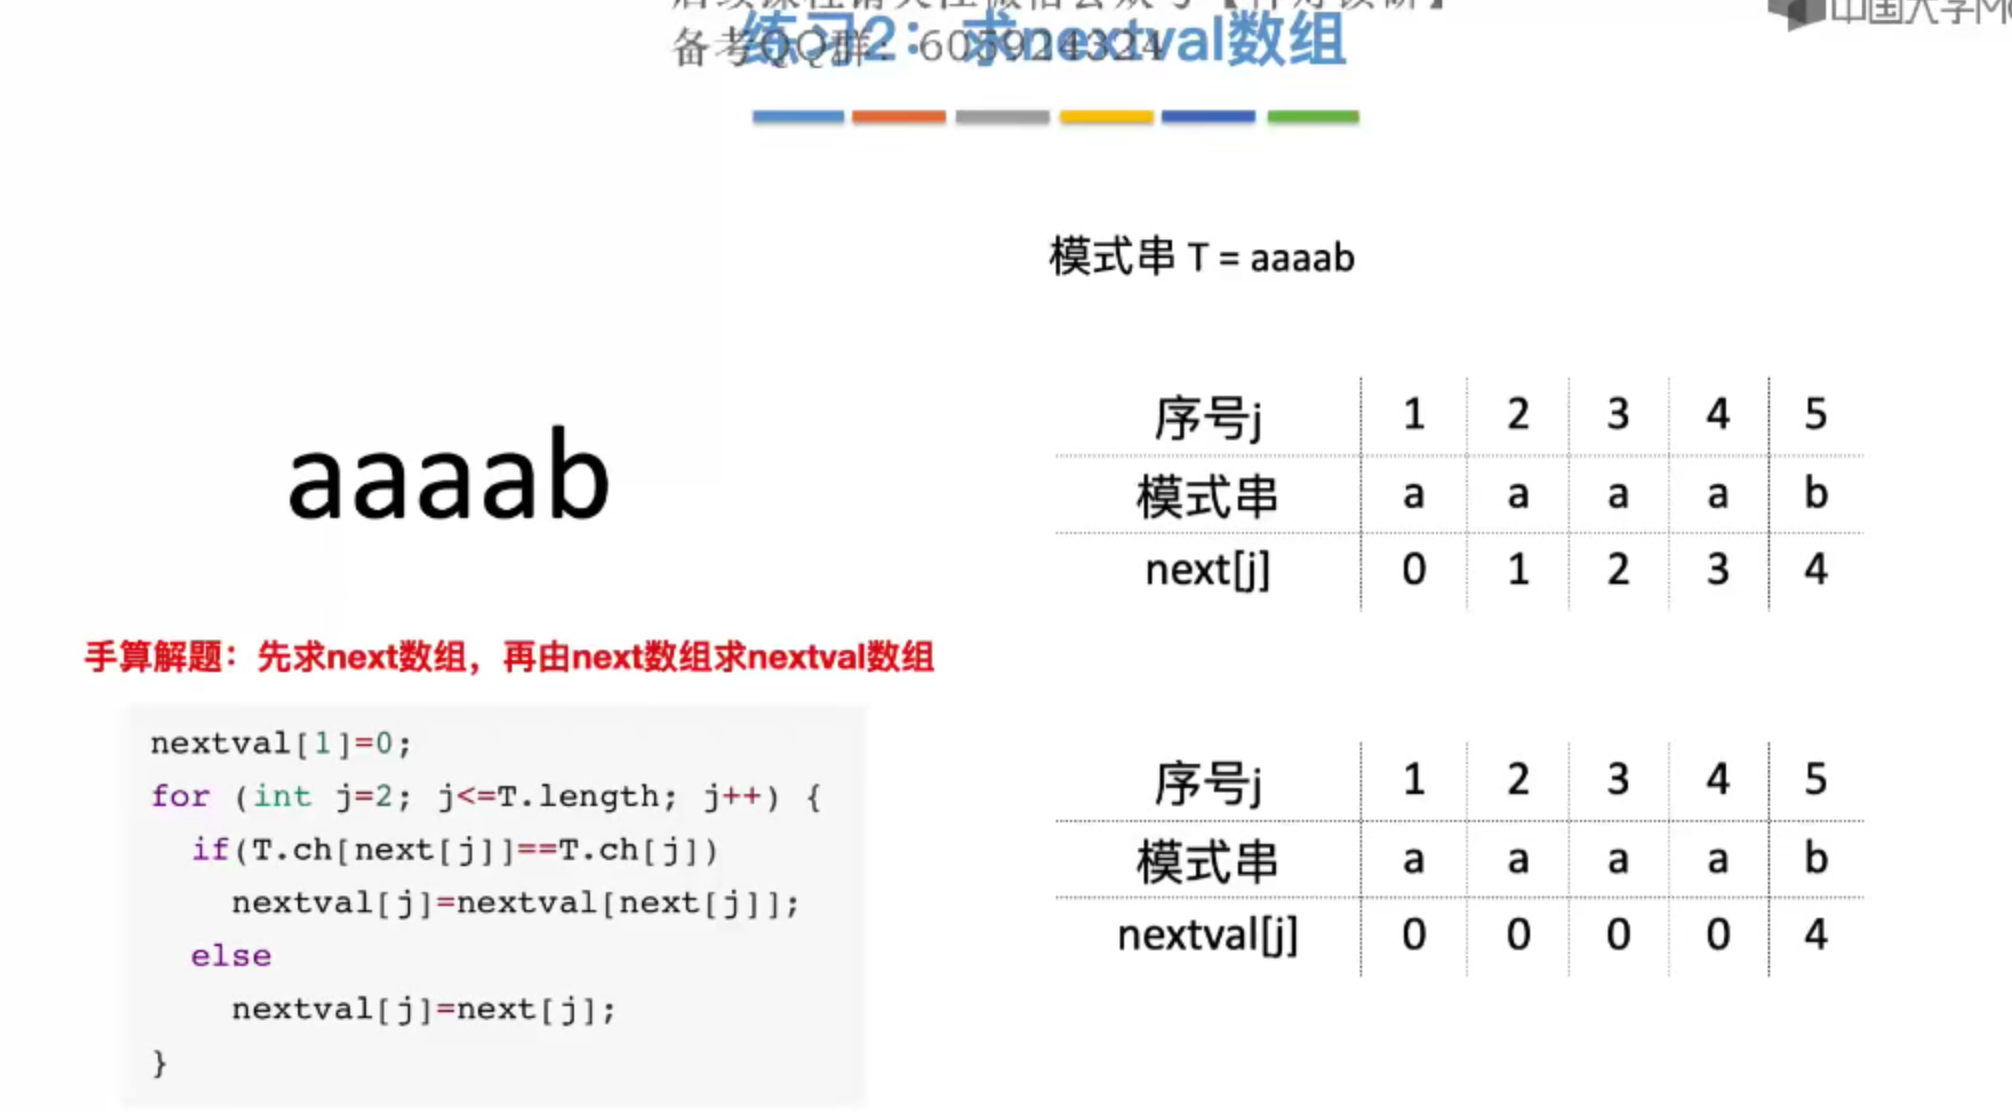 练习2：求nextval数组
备考QQ群：605924324
中国大学M
模式串 T = aaaab
aaaab
序号j 1 2 3 4 5
模式串 a a a a b
next[j] 0 1 2 3 4
手算解题：先求next数组，再由next数组求nextval数组
nextval[1]=0;
for (int j=2; j<=T.length; j++) {
if(T.ch[next[j]]==T.ch[j])
nextval[j]=nextval[next[j]];
else
nextval[j]=next[j];
}
序号j 1 2 3 4 5
模式串 a a a a b
nextval[j] 0 0 0 0 4